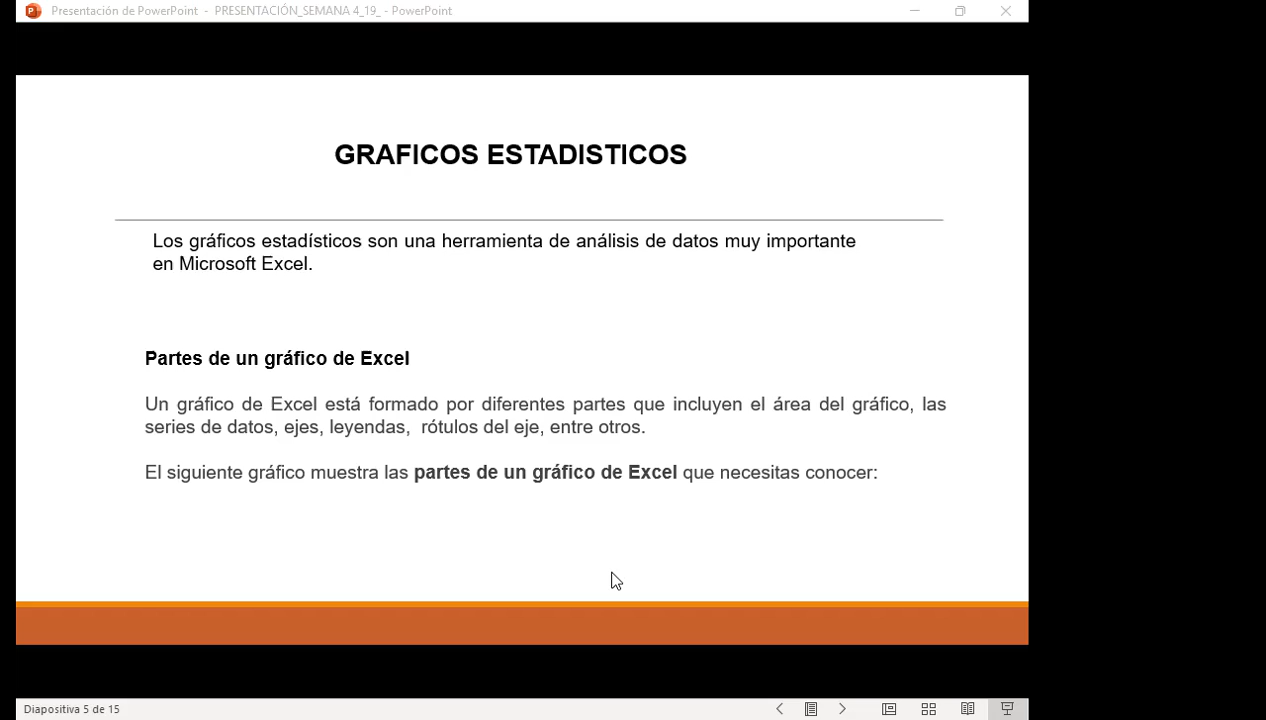 Presentación de PowerPoint - PRESENTACIÓN_SEMANA 4_19_ - PowerPoint
GRAFICOS ESTADISTICOS
Los gráficos estadísticos son una herramienta de análisis de datos muy importante
en Microsoft Excel.
Partes de un gráfico de Excel
Un gráfico de Excel está formado por diferentes partes que incluyen el área del gráfico, las
series de datos, ejes, leyendas, rótulos del eje, entre otros.
El siguiente gráfico muestra las partes de un gráfico de Excel que necesitas conocer:
Diapositiva 5 de 15